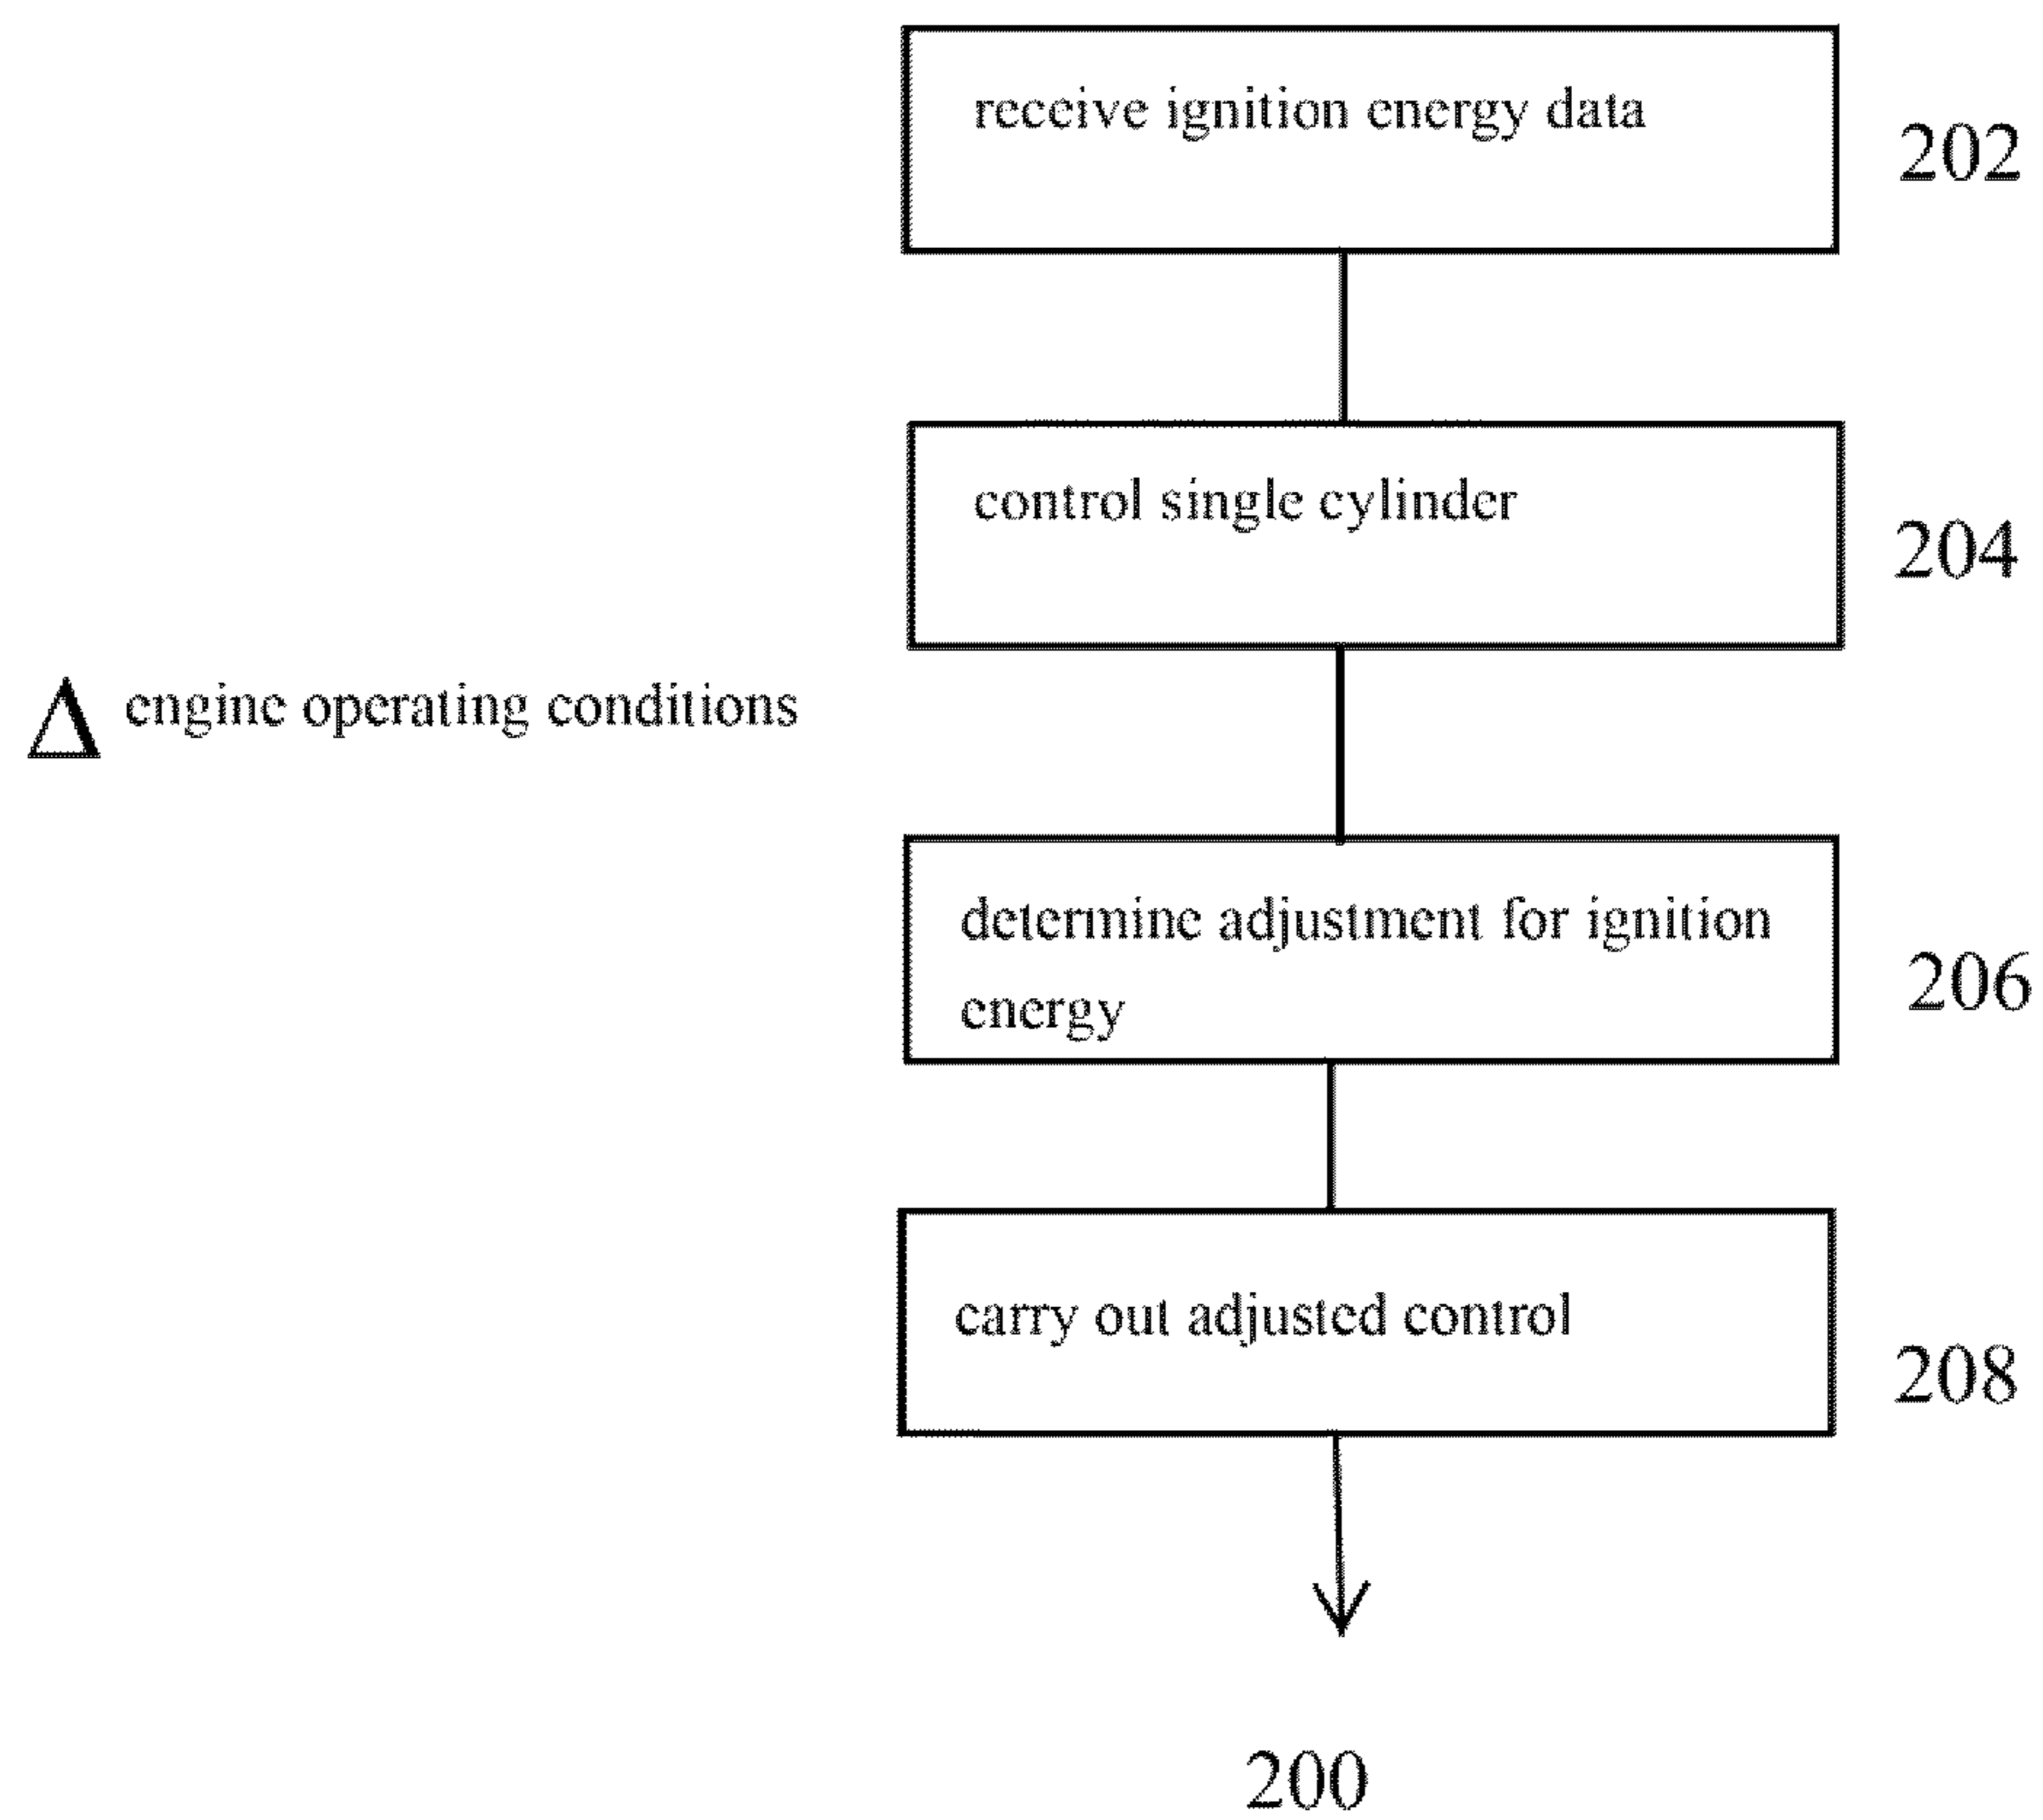 receive ignition energy data
202
control single cylinder
204
Δ engine operating conditions
determine adjustment for ignition
energy
206
carry out adjusted control
208
200